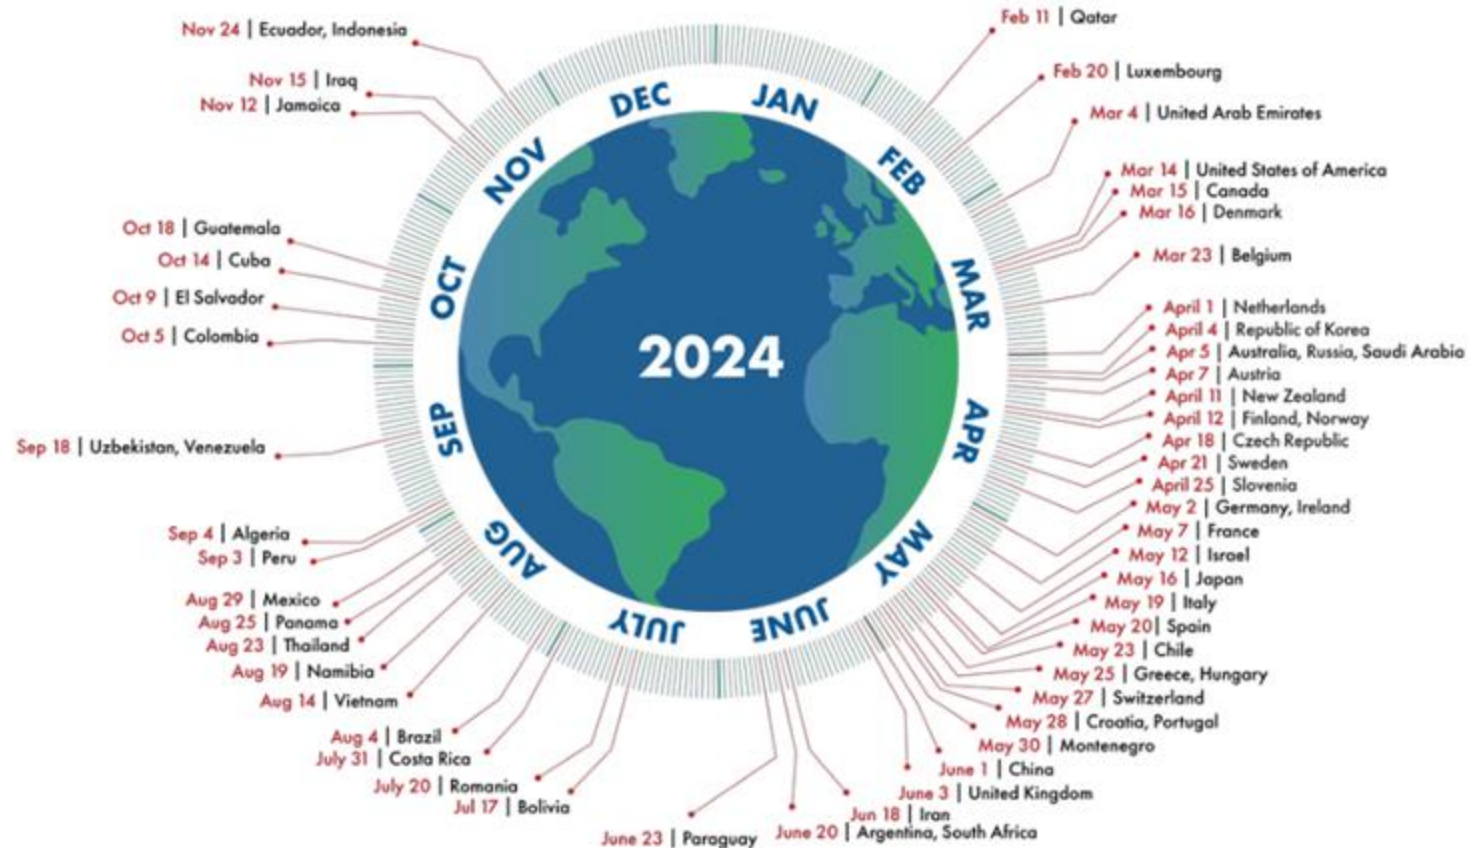 Feb 11 | Qatar
Feb 20 | Luxembourg
Mar 4 | United Arab Emirates
Mar 14 | United States of America
Mar 15 | Canada
Mar 16 | Denmark
Mar 23 | Belgium
April 1 | Netherlands
April 4 | Republic of Korea
Apr 5 | Australia, Russia, Saudi Arabia
Apr 7 | Austria
April 11 | New Zealand
April 12 | Finland, Norway
Apr 18 | Czech Republic
Apr 21 | Sweden
April 25 | Slovenia
May 2 | Germany, Ireland
May 7 | France
May 12 | Israel
May 16 | Japan
May 19 | Italy
May 20| Spain
May 23 | Chile
May 25 | Greece, Hungary
May 27 | Switzerland
May 28 | Croatia, Portugal
May 30 | Montenegro
June 1 | China
June 3 | United Kingdom
Jun 18 | Iran
June 20 | Argentina, South Africa
June 23 | Paraguay
Jul 17 | Bolivia
July 20 | Romania
July 31 | Costa Rica
Aug 4 | Brazil
Aug 14 | Vietnam
Aug 19 | Namibia
Aug 23 | Thailand
Aug 25 | Panama
Aug 29 | Mexico
Sep 3 | Peru
Sep 4 | Algeria
Sep 18 | Uzbekistan, Venezuela
Oct 5 | Colombia
Oct 9 | El Salvador
Oct 14 | Cuba
Oct 18 | Guatemala
Nov 12 | Jamaica
Nov 15 | Iraq
Nov 24 | Ecuador, Indonesia
JAN
FEB
MAR
APR
MAY
JUNE
JULY
AUG
SEP
OCT
NOV
DEC
2024